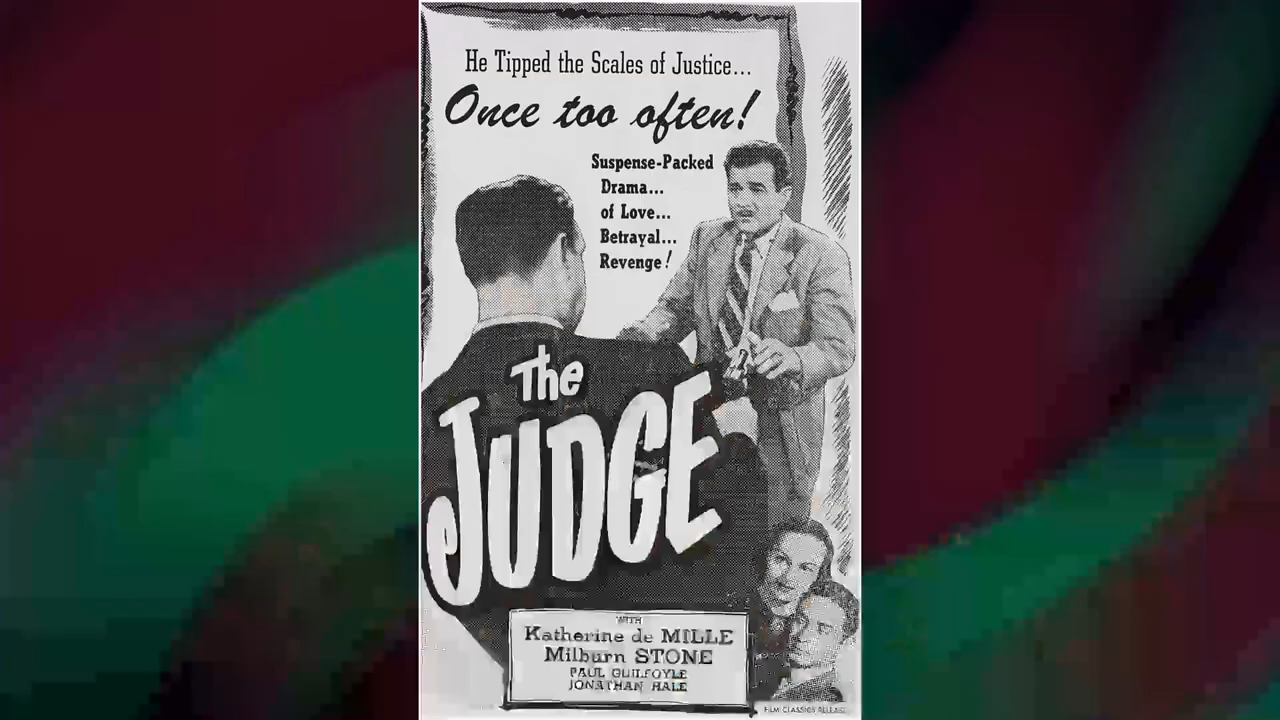 He Tipped the Scales of Justice...
Once too often!
Suspense-Packed
Drama...
of Love...
Betrayal...
Revenge!
The
JUDGE
WITH
Katherine de MILLE
Milburn STONE
PAUL GUILFOYLE
JONATHAN HALE
FILM CLASSICS RELEASE